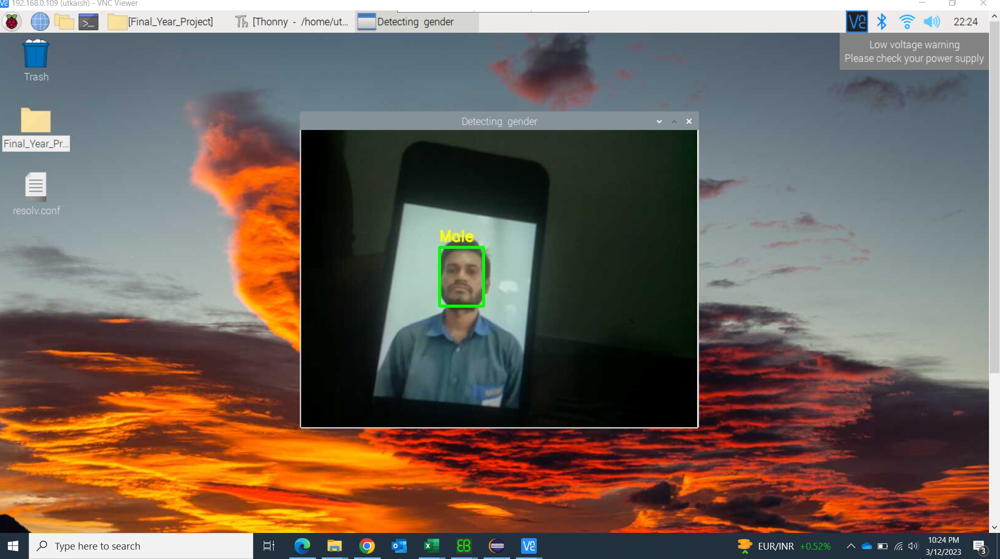 192.168.0.109 (utkarsh) - VNC Viewer
[Final_Year_Project]
[Thonny - /home/ut...
Detecting gender
22:24
Low voltage warning
Please check your power supply
Trash
Final_Year_Pr...
resolv.conf
Detecting gender
Male
Type here to search
EUR/INR +0.52%
10:24 PM
3/12/2023
3